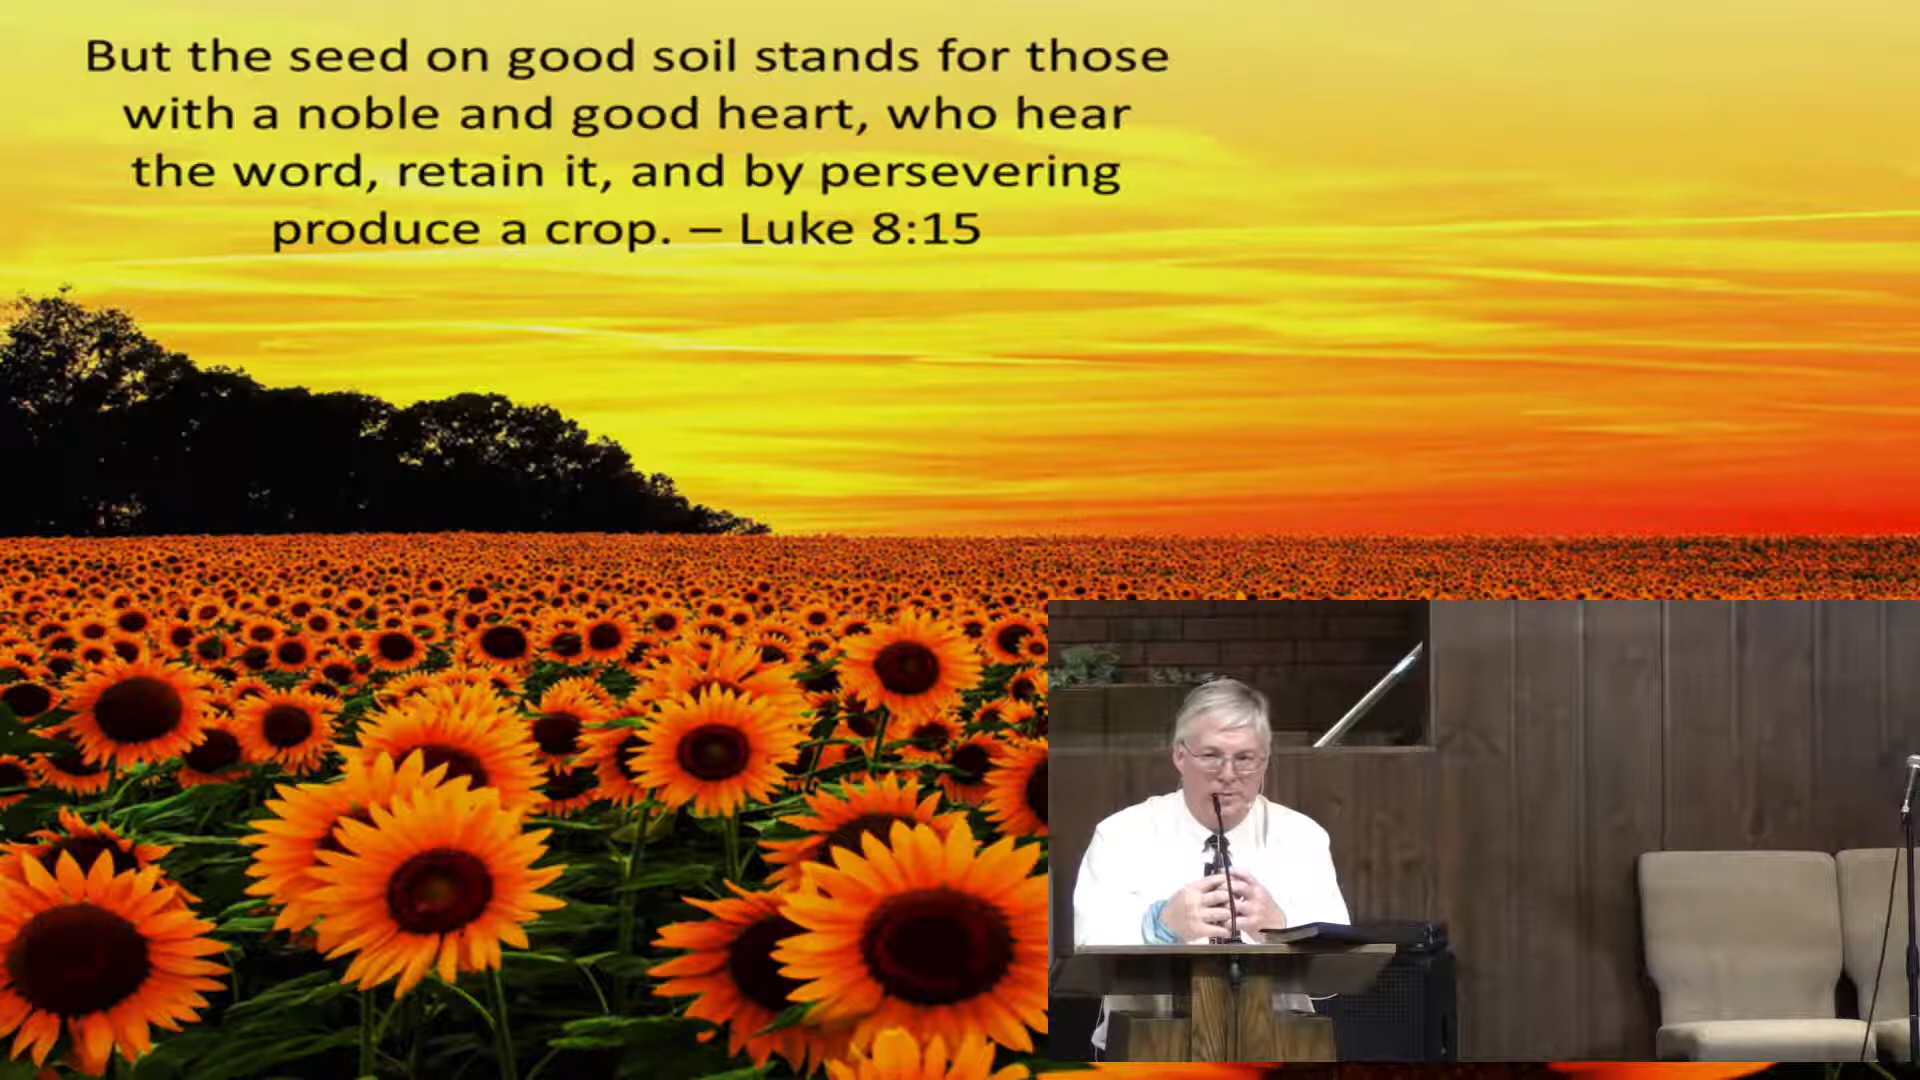 But the seed on good soil stands for those
with a noble and good heart, who hear
the word, retain it, and by persevering
produce a crop. – Luke 8:15